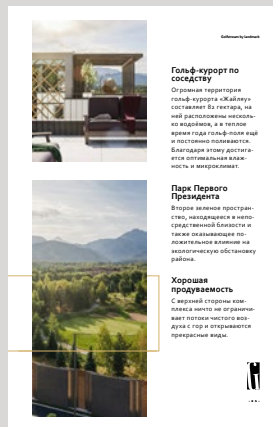 Golfstream by landmark
Гольф-курорт по
соседству
Огромная территория
гольф-курорта «Жайляу»
составляет 82 гектара, на
ней расположены несколь-
ко водоёмов, а в теплое
время года гольф-поля ещё
и постоянно поливаются.
Благодаря этому достига-
ется оптимальная влаж-
ность и микроклимат.
Парк Первого
Президента
Второе зеленое простран-
ство, находящееся в непо-
средственной близости и
также оказывающее по-
ложительное влияние на
экологическую обстановку
района.
Хорошая
продуваемость
С верхней стороны ком-
плекса ничто не ограничи-
вает потоки чистого воз-
духа с гор и открываются
прекрасные виды.
G